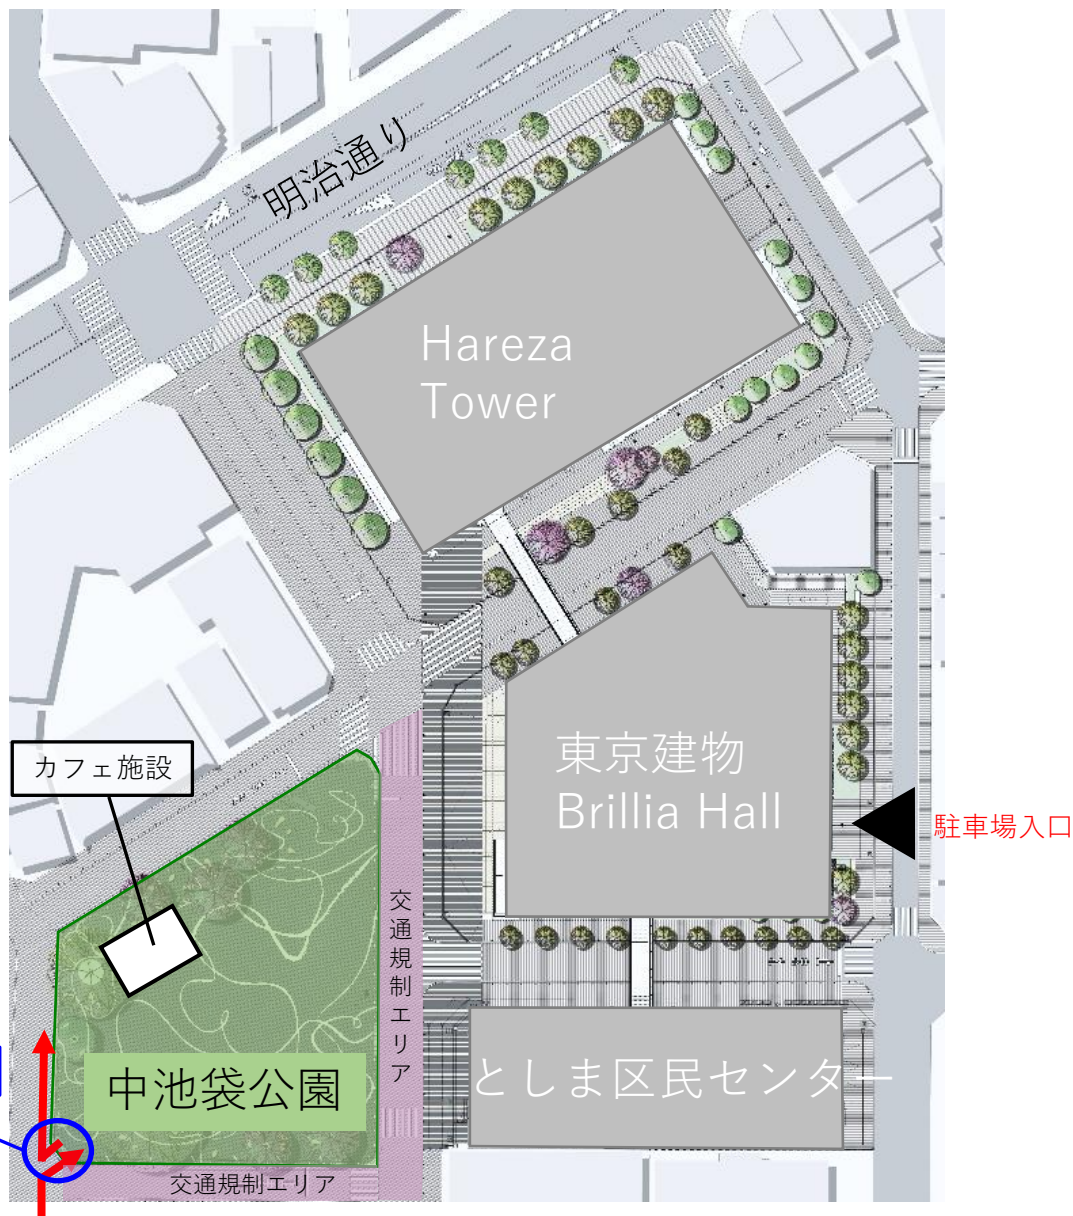 明治通り
Hareza
Tower
カフェ施設
東京建物
Brillia Hall
駐車場入口
交通規制エリア
中池袋公園
としま区民センター
交通規制エリア